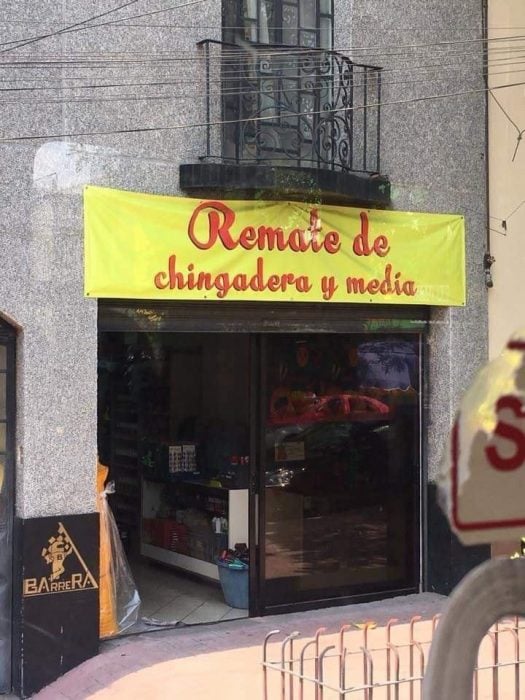 Remate de
chingadera y media
BARRERA
S